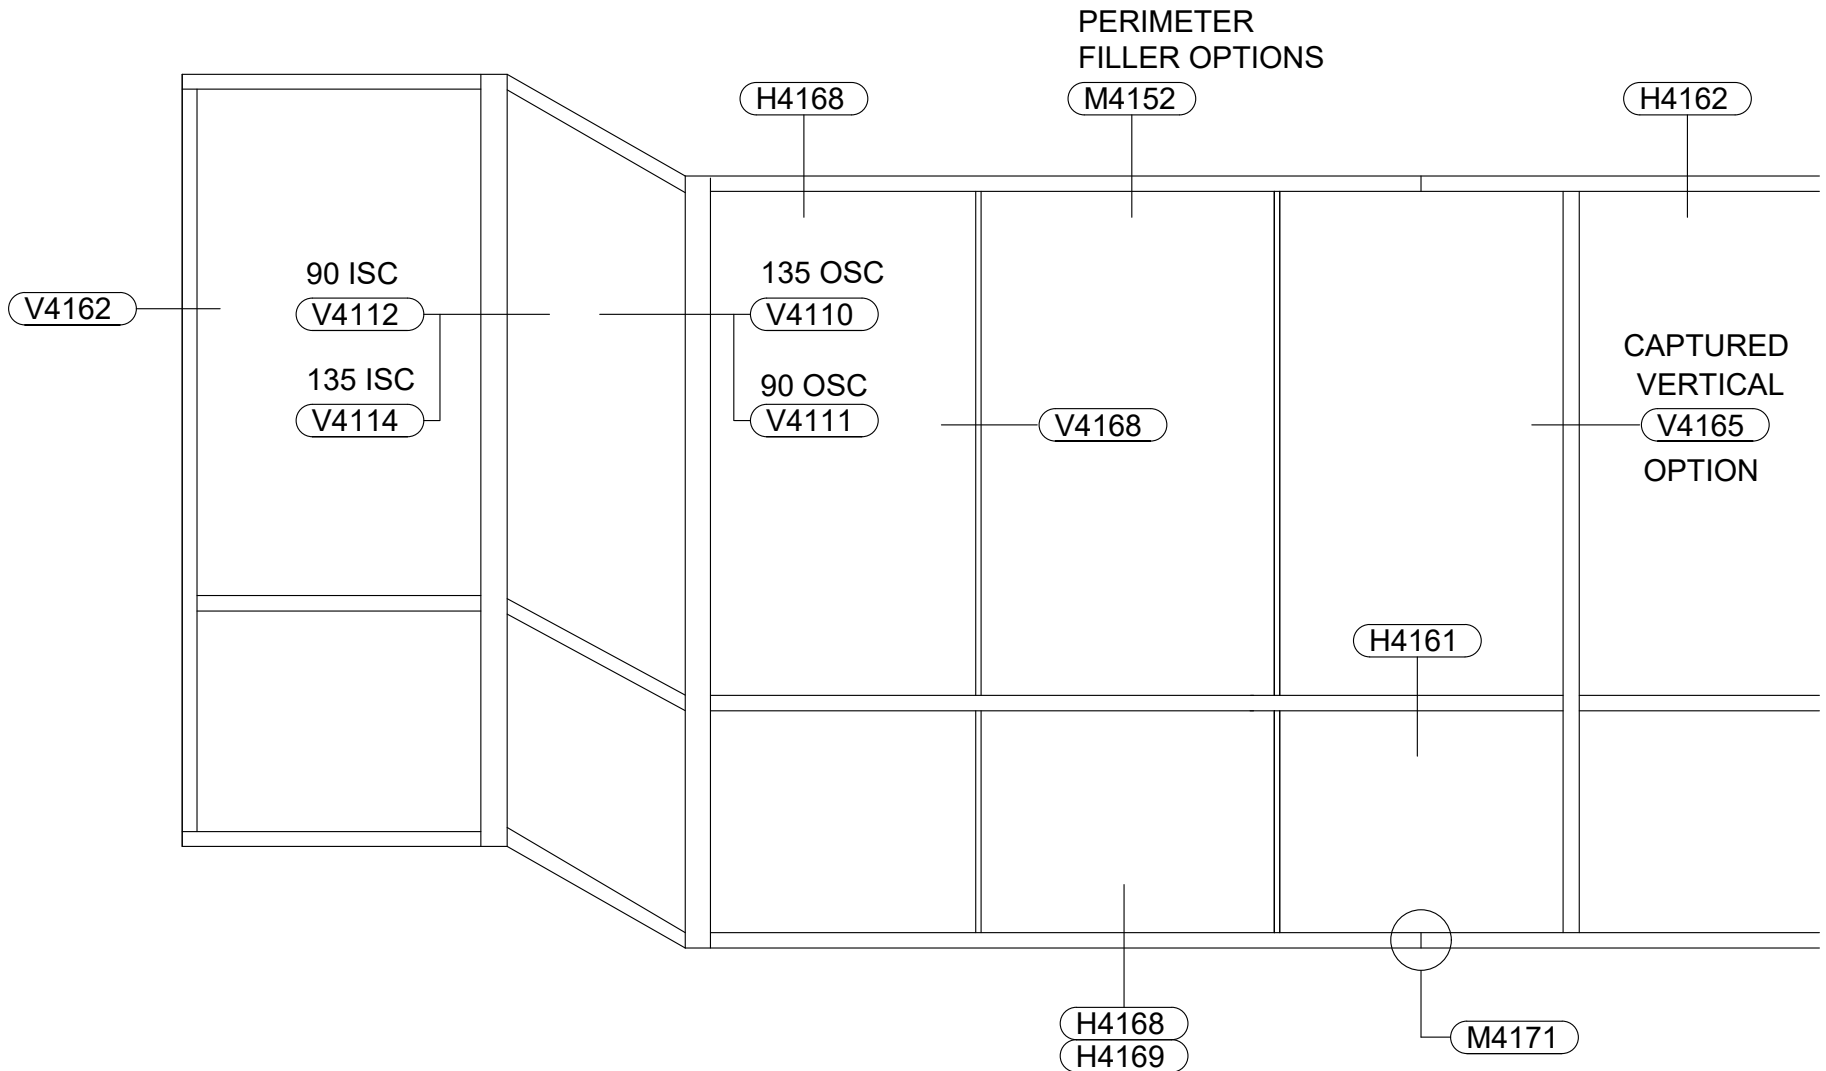 PERIMETER
FILLER OPTIONS
H4168
M4152
H4162
90 ISC
135 OSC
V4162
V4112
V4110
CAPTURED
135 ISC
90 OSC
VERTICAL
V4114
V4111
V4168
V4165
OPTION
H4161
H4168
M4171
H4169